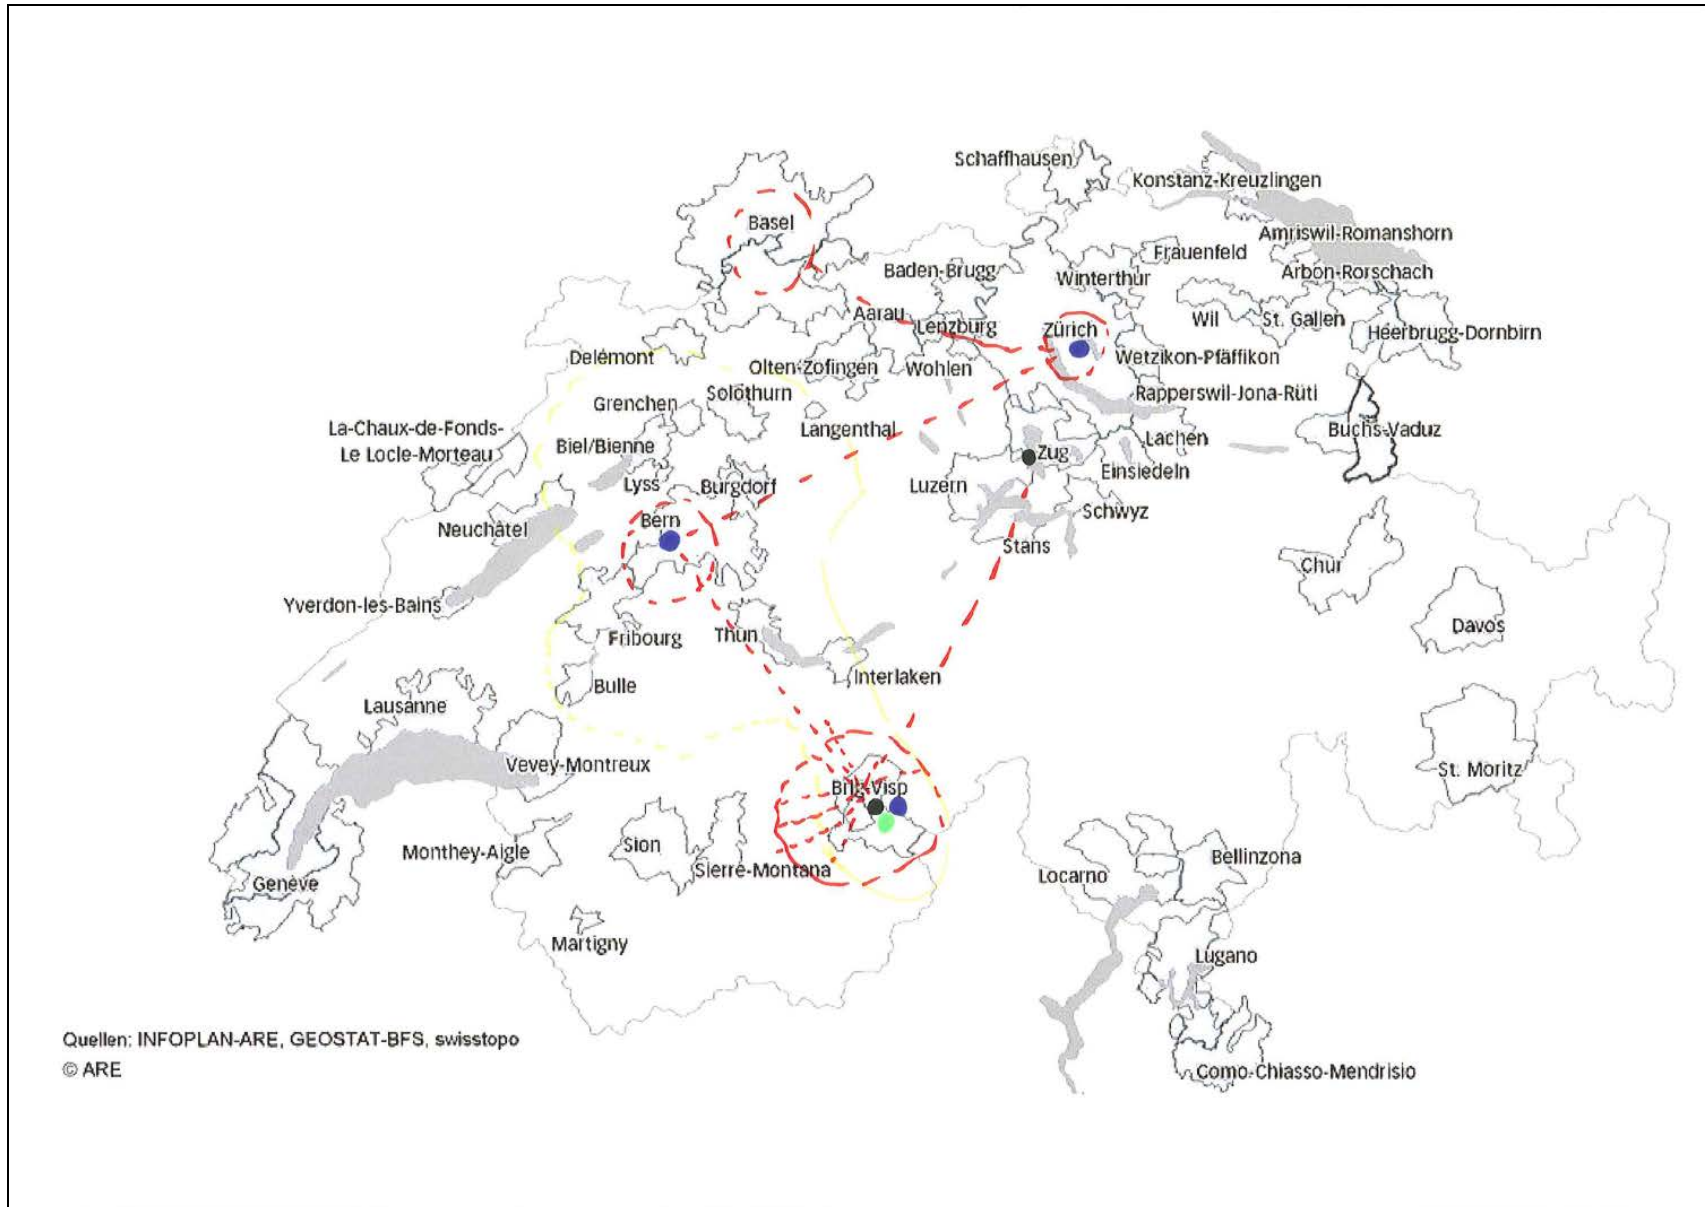 Schaffhausen
Konstanz-Kreuzlingen
Basel
Amriswil-Romanshorn
Frauenfeld
Baden-Brugg
Winterthur
Arbon-Rorschach
Aarau
Lenzburg
Zürich
Wil
St. Gallen
Heerbrugg-Dornbirn
Delémont
Olten-Zofingen
Wohlen
Wetzikon-Pfäffikon
Solothurn
Grenchen
Rapperswil-Jona-Rüti
La-Chaux-de-Fonds-
Le Locle-Morteau
Langenthal
Buchs-Vaduz
Biel/Bienne
Lachen
Zug
Einsiedeln
Lyss
Burgdorf
Luzern
Schwyz
Neuchâtel
Bern
Stans
Chur
Yverdon-les-Bains
Fribourg
Thun
Davos
Interlaken
Bulle
Lausanne
Vevey-Montreux
St. Moritz
Brig-Visp
Monthey-Aigle
Sion
Sierre-Montana
Bellinzona
Locarno
Genève
Martigny
Lugano
Quellen: INFOPLAN-ARE, GEOSTAT-BFS, swisstopo
© ARE
Como-Chiasso-Mendrisio